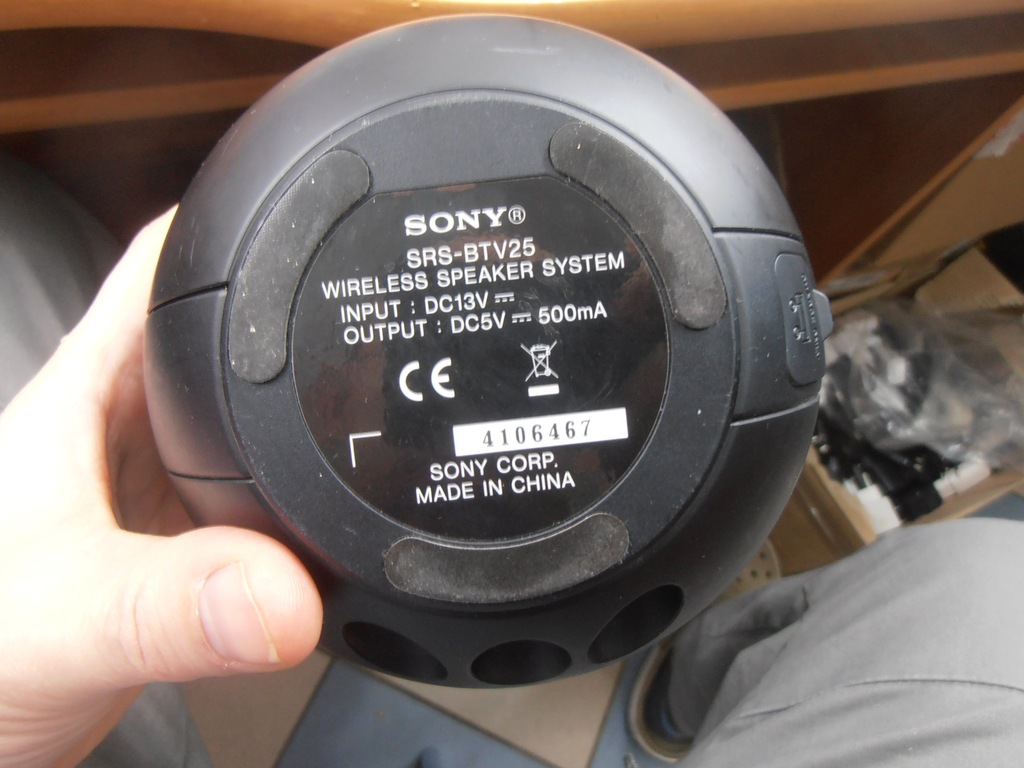 SONY®
SRS-BTV25
WIRELESS SPEAKER SYSTEM
INPUT : DC13V ⎓
OUTPUT : DC5V ⎓ 500mA
CE
4106467
SONY CORP.
MADE IN CHINA